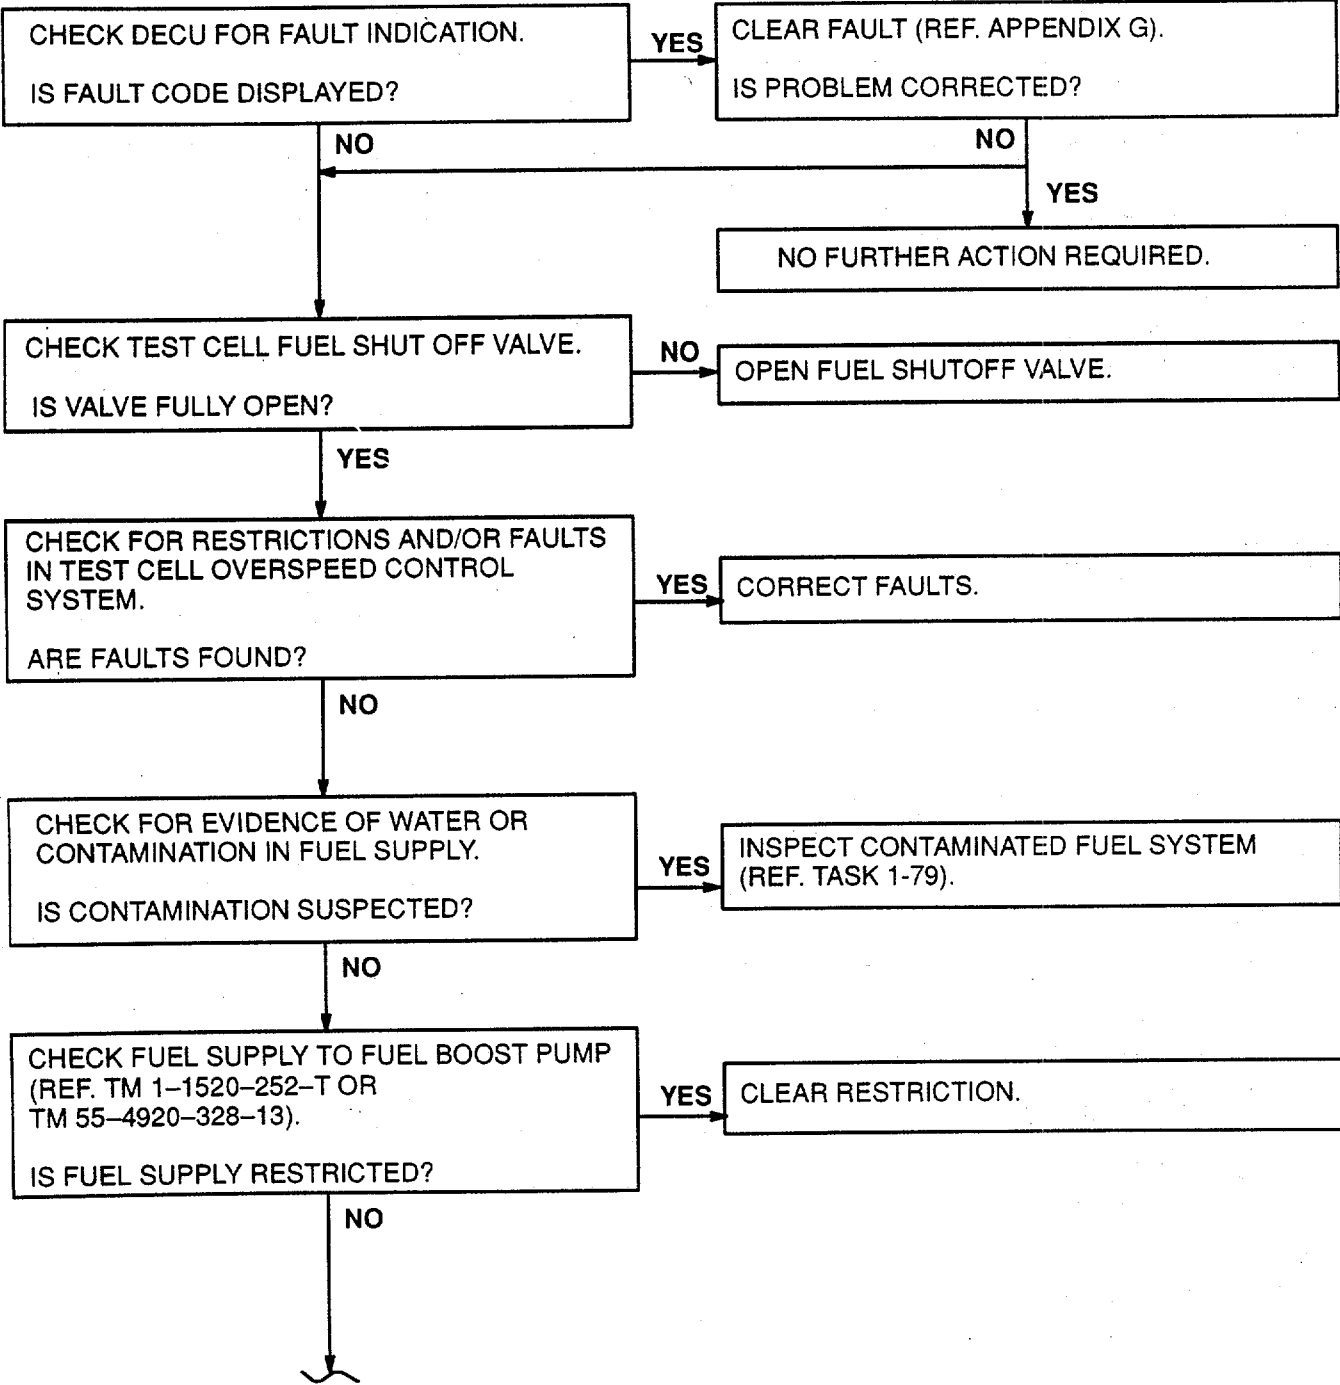 CHECK DECU FOR FAULT INDICATION.
IS FAULT CODE DISPLAYED?
YES
CLEAR FAULT (REF. APPENDIX G).
IS PROBLEM CORRECTED?
NO
NO
YES
NO FURTHER ACTION REQUIRED.
CHECK TEST CELL FUEL SHUT OFF VALVE.
IS VALVE FULLY OPEN?
NO
OPEN FUEL SHUTOFF VALVE.
YES
CHECK FOR RESTRICTIONS AND/OR FAULTS
IN TEST CELL OVERSPEED CONTROL
SYSTEM.
ARE FAULTS FOUND?
YES
CORRECT FAULTS.
NO
CHECK FOR EVIDENCE OF WATER OR
CONTAMINATION IN FUEL SUPPLY.
IS CONTAMINATION SUSPECTED?
YES
INSPECT CONTAMINATED FUEL SYSTEM
(REF. TASK 1-79).
NO
CHECK FUEL SUPPLY TO FUEL BOOST PUMP
(REF. TM 1–1520–252–T OR
TM 55–4920–328–13).
IS FUEL SUPPLY RESTRICTED?
YES
CLEAR RESTRICTION.
NO